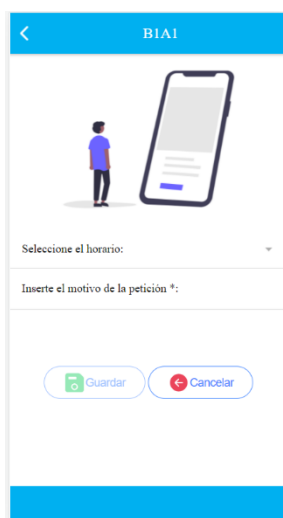 B1A1
Seleccione el horario:
Inserte el motivo de la petición *:
Guardar
Cancelar